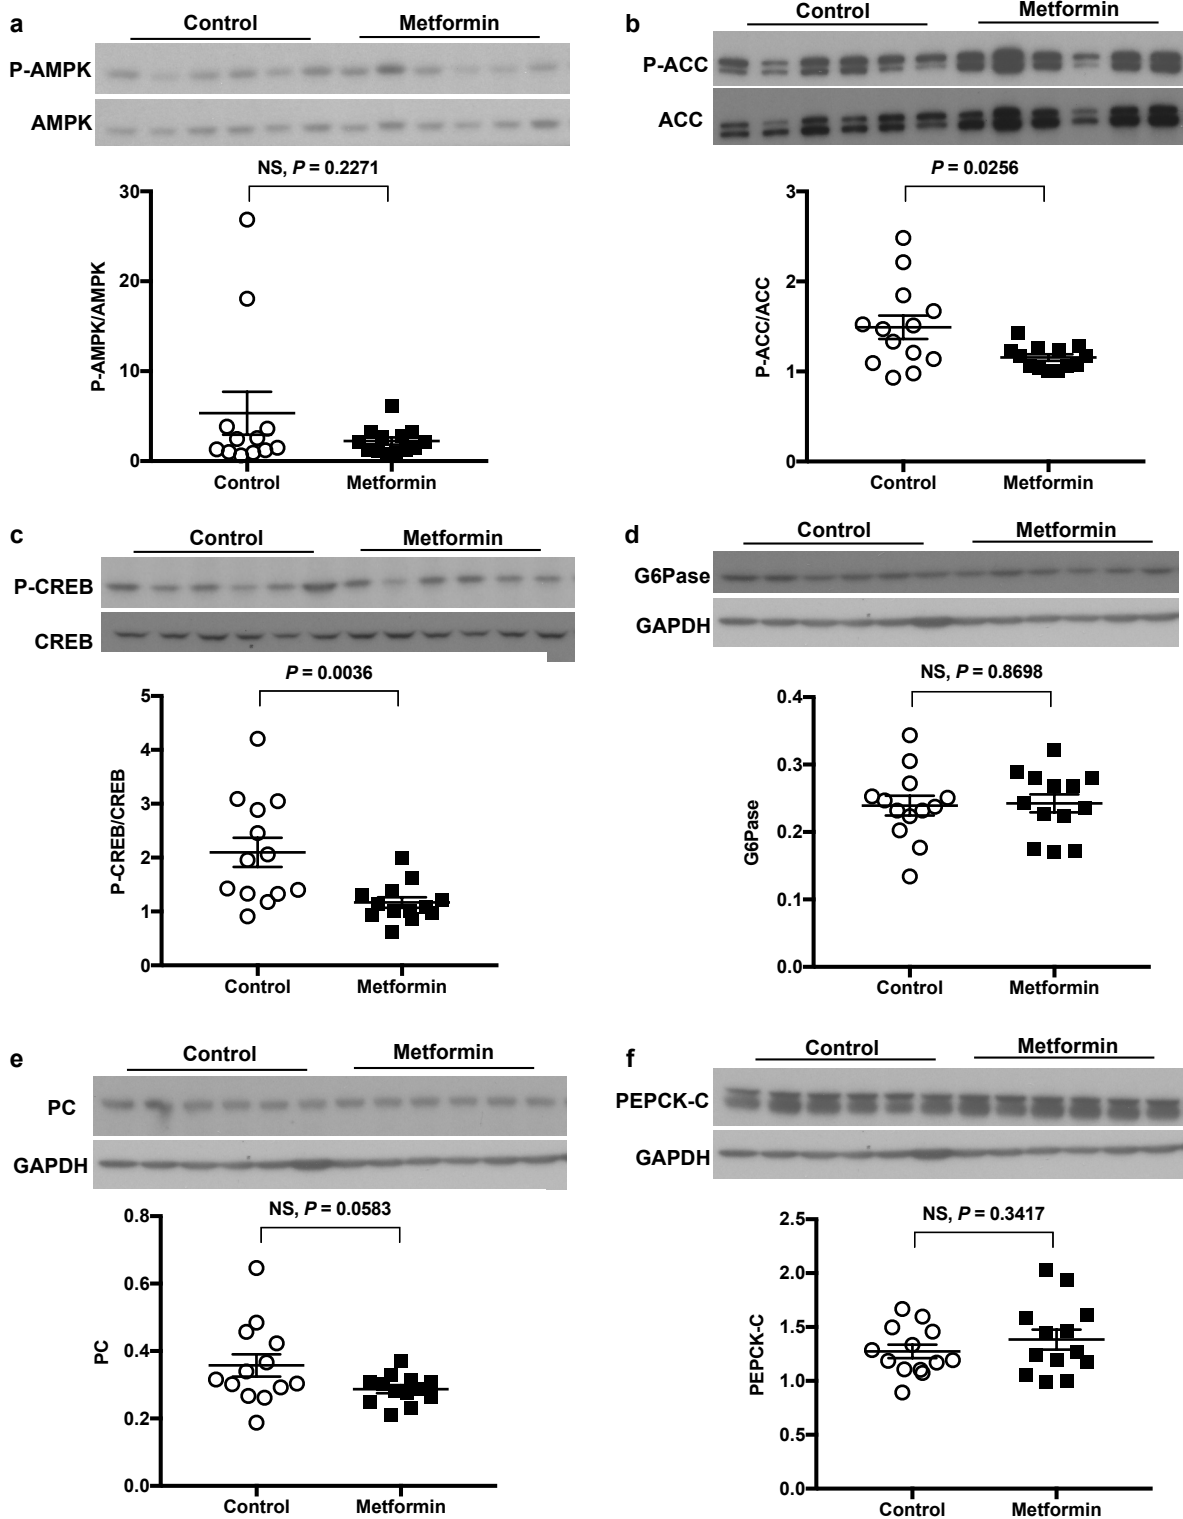 a
Control
Metformin
P-AMPK
AMPK
NS, P = 0.2271
30
20
10
0
P-AMPK/AMPK
Control
Metformin
b
Control
Metformin
P-ACC
ACC
P = 0.0256
3
2
1
0
P-ACC/ACC
Control
Metformin
c
Control
Metformin
P-CREB
CREB
P = 0.0036
5
4
3
2
1
0
P-CREB/CREB
Control
Metformin
d
Control
Metformin
G6Pase
GAPDH
NS, P = 0.8698
0.4
0.3
0.2
0.1
0.0
G6Pase
Control
Metformin
e
Control
Metformin
PC
GAPDH
NS, P = 0.0583
0.8
0.6
0.4
0.2
0.0
PC
Control
Metformin
f
Control
Metformin
PEPCK-C
GAPDH
NS, P = 0.3417
2.5
2.0
1.5
1.0
0.5
0.0
PEPCK-C
Control
Metformin